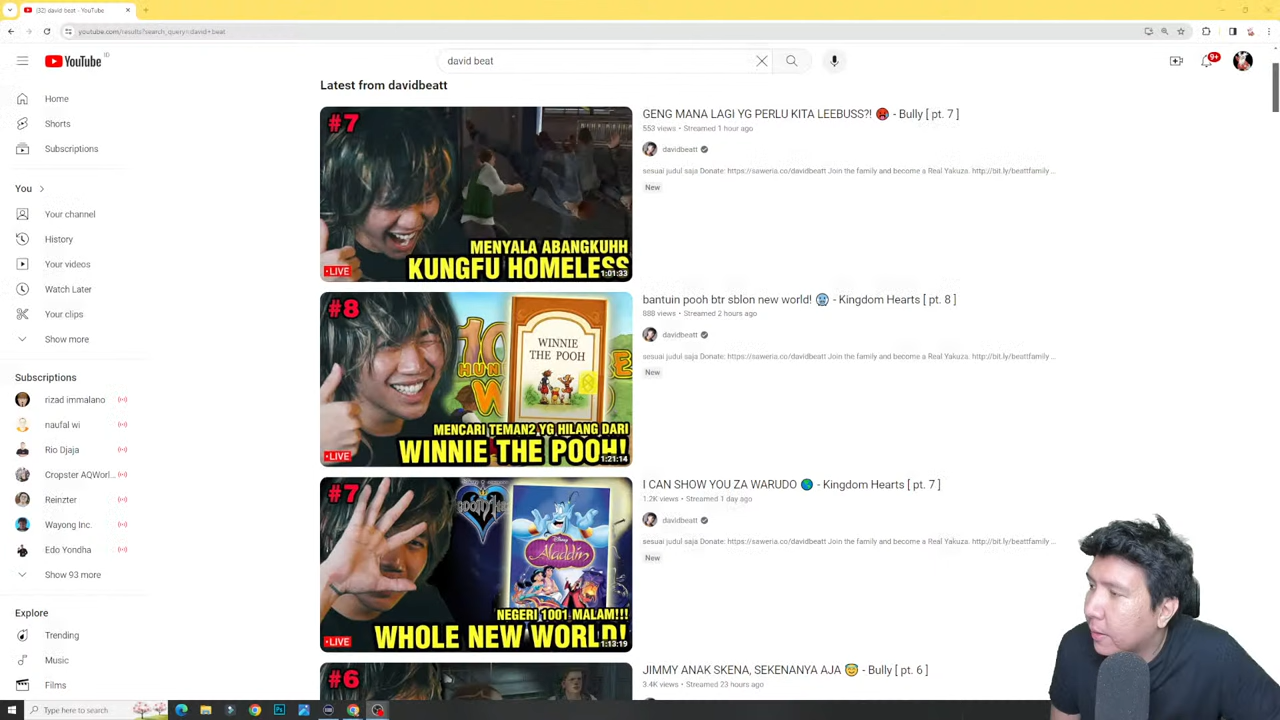 (32) david beat - YouTube
youtube.com/results?search_query=david+beat
YouTube ID
david beat
9+
Home
Shorts
Subscriptions
You
Your channel
History
Your videos
Watch Later
Your clips
Show more
Subscriptions
rizad immalano
naufal wi
Rio Djaja
Cropster AQWorl...
Reinzter
Wayong Inc.
Edo Yondha
Show 93 more
Explore
Trending
Music
Films
Latest from davidbeatt
#7
MENYALA ABANGKUHH
KUNGFU HOMELESS
LIVE
1:01:33
GENG MANA LAGI YG PERLU KITA LEEBUSS?! 😡 - Bully [ pt. 7 ]
553 views • Streamed 1 hour ago
davidbeatt
sesuai judul saja Donate: https://saweria.co/davidbeatt Join the family and become a Real Yakuza. http://bit.ly/beattfamily ...
New
#8
WINNIE
THE POOH
MENCARI TEMAN2 YG HILANG DARI
WINNIE THE POOH!
LIVE
1:21:14
bantuin pooh btr sblon new world! 🥶 - Kingdom Hearts [ pt. 8 ]
888 views • Streamed 2 hours ago
davidbeatt
sesuai judul saja Donate: https://saweria.co/davidbeatt Join the family and become a Real Yakuza. http://bit.ly/beattfamily ...
New
#7
Disney
Aladdin
NEGERI 1001 MALAM!!!
WHOLE NEW WORLD!
LIVE
1:13:19
I CAN SHOW YOU ZA WARUDO 🌍 - Kingdom Hearts [ pt. 7 ]
1.2K views • Streamed 1 day ago
davidbeatt
sesuai judul saja Donate: https://saweria.co/davidbeatt Join the family and become a Real Yakuza. http://bit.ly/beattfamily ...
New
#6
JIMMY ANAK SKENA, SEKENANYA AJA 😇 - Bully [ pt. 6 ]
3.4K views • Streamed 23 hours ago
Type here to search